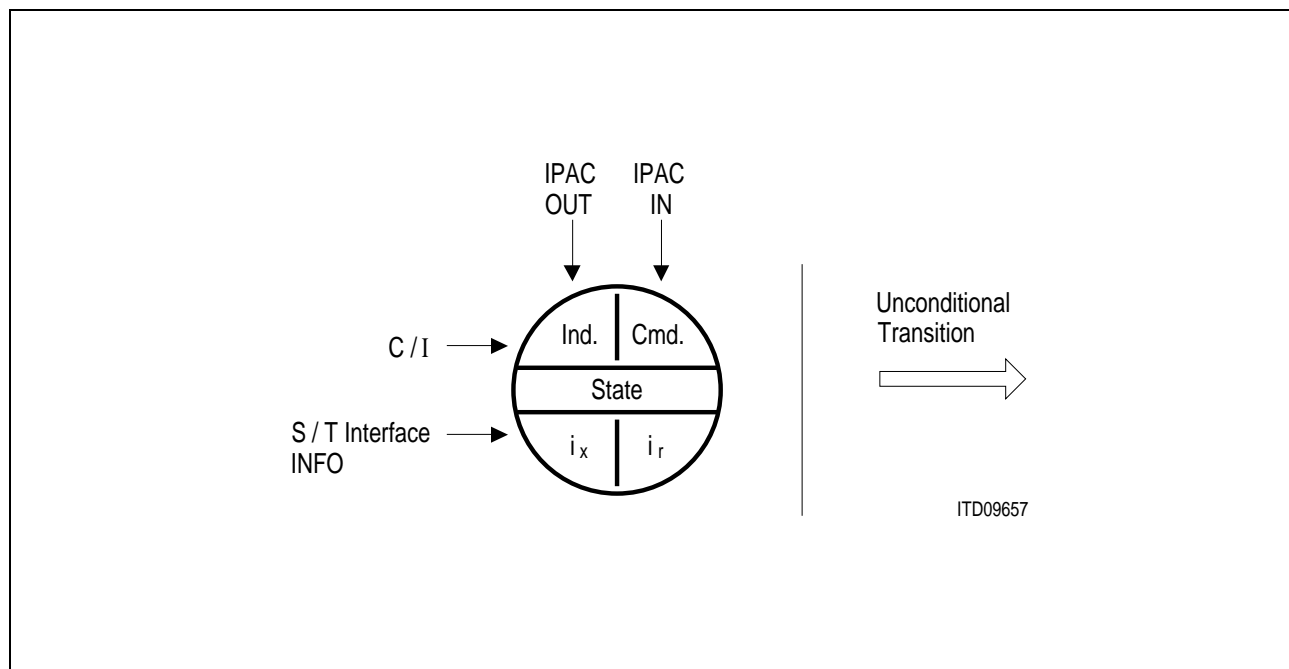 IPAC
OUT
IPAC
IN
Ind.
Cmd.
C / I
State
S / T Interface
INFO
i x
i r
Unconditional
Transition
ITD09657